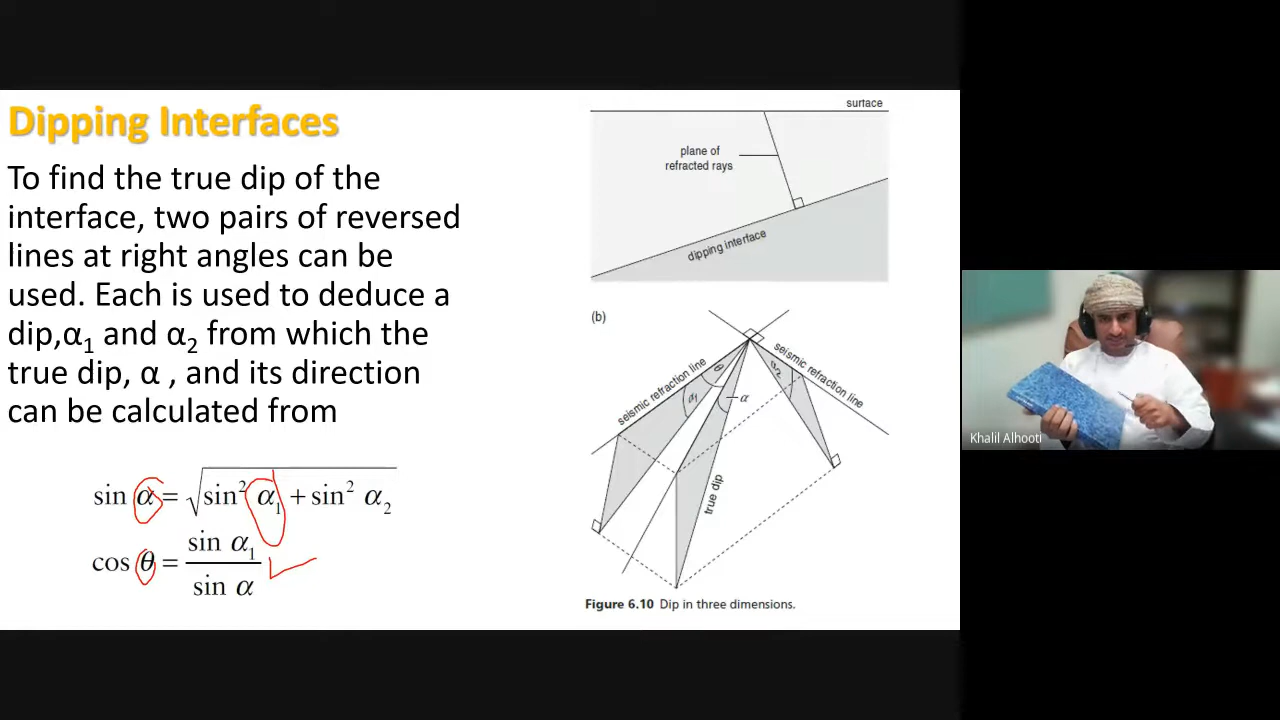 Dipping Interfaces
To find the true dip of the
interface, two pairs of reversed
lines at right angles can be
used. Each is used to deduce a
dip,α₁ and α₂ from which the
true dip, α , and its direction
can be calculated from
sin α = √sin² α₁ + sin² α₂
cos θ = sin α₁ / sin α
surface
plane of
refracted rays
dipping interface
(b)
seismic refraction line
seismic refraction line
θ
α₁
α
α₂
true dip
Figure 6.10 Dip in three dimensions.
Khalil Alhooti